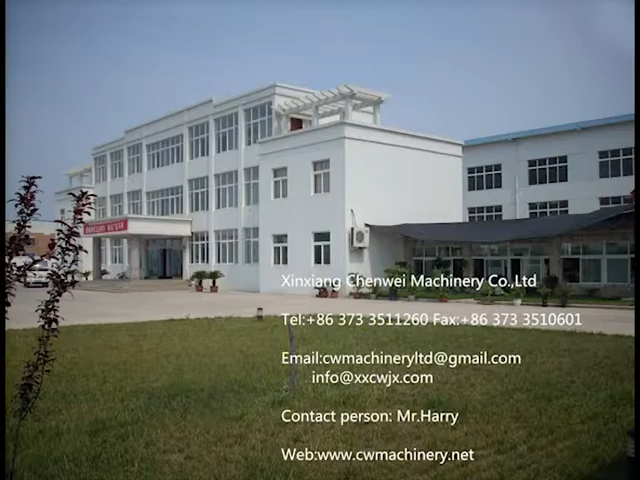 Xinxiang Chenwei Machinery Co.,Ltd
Tel:+86 373 3511260 Fax:+86 373 3510601
Email:cwmachineryltd@gmail.com
info@xxcwjx.com
Contact person: Mr.Harry
Web:www.cwmachinery.net